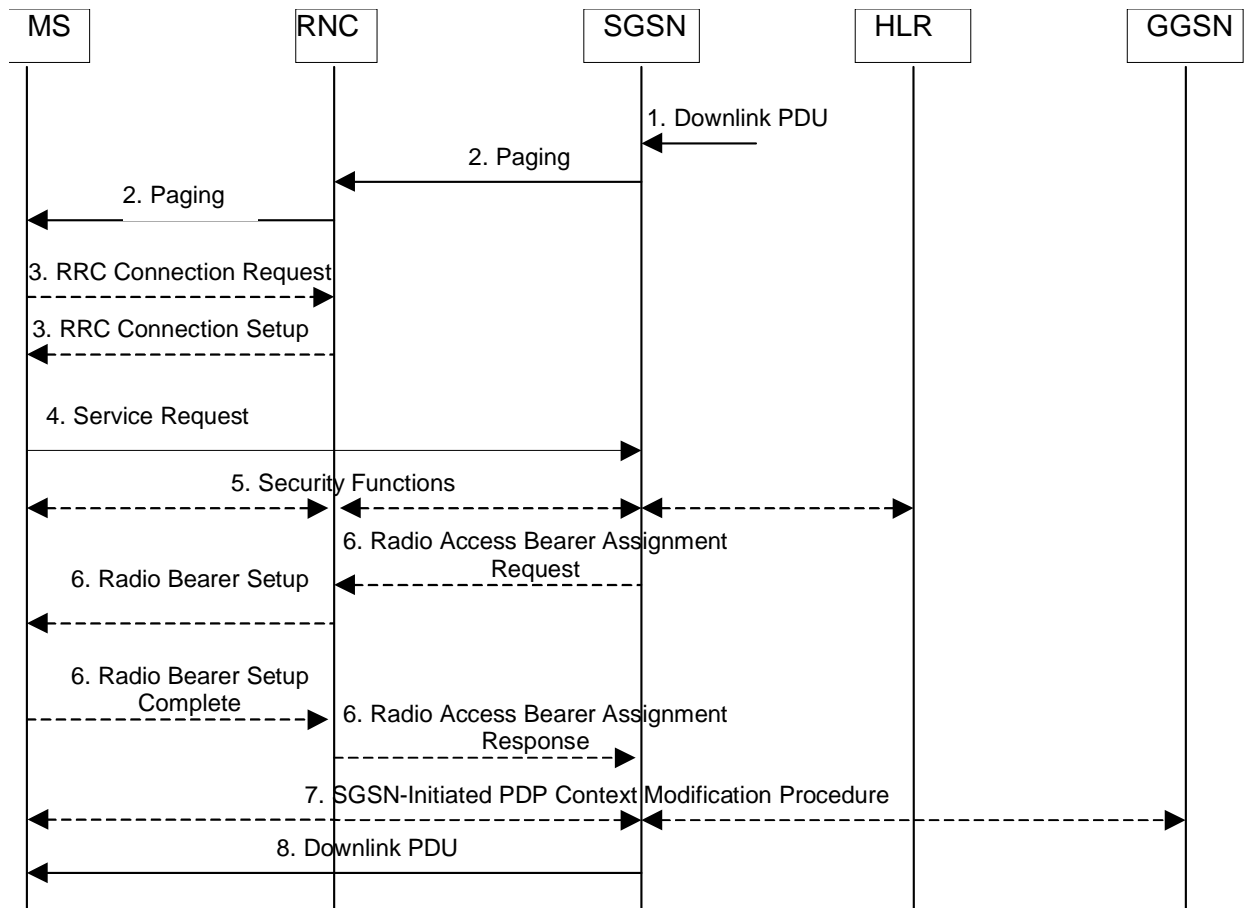 MS RNC SGSN HLR GGSN
1. Downlink PDU
2. Paging
2. Paging
3. RRC Connection Request
3. RRC Connection Setup
4. Service Request
5. Security Functions
6. Radio Access Bearer Assignment
Request
6. Radio Bearer Setup
6. Radio Bearer Setup
Complete
6. Radio Access Bearer Assignment
Response
7. SGSN-Initiated PDP Context Modification Procedure
8. Downlink PDU